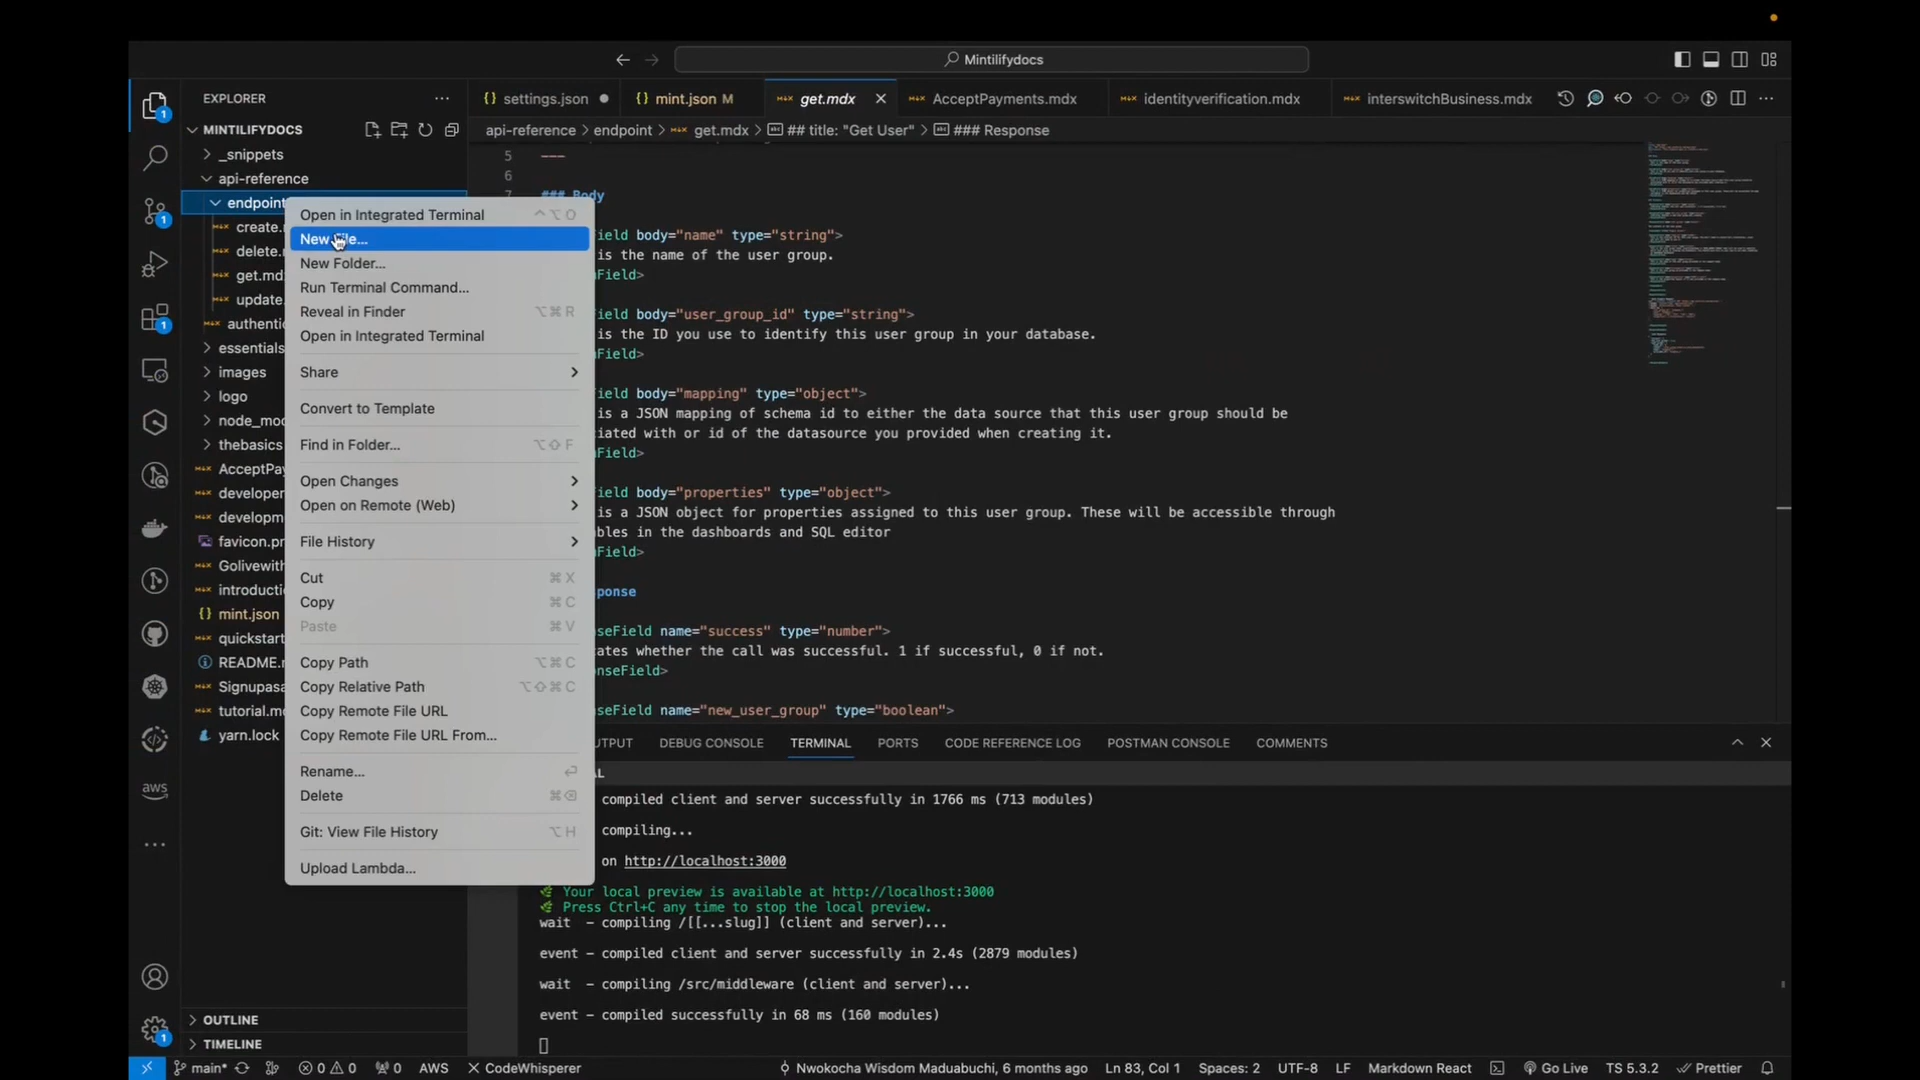 Mintilifydocs
EXPLORER
settings.json
mint.json M
get.mdx
AcceptPayments.mdx
identityverification.mdx
interswitchBusiness.mdx
MINTILIFYDOCS
api-reference > endpoint > get.mdx > ## title: "Get User" > ### Response
_snippets
api-reference
endpoint
create.
delete.
get.md
update.
authenti
essentials
images
logo
node_mo
thebasics
AcceptPay
develope
developm
favicon.pr
Golivewith
introducti
mint.json
quickstart
README.
Signupasa
tutorial.m
yarn.lock
OUTLINE
TIMELINE
Open in Integrated Terminal ^⌥O
New File...
New Folder...
Run Terminal Command...
Reveal in Finder ⌥⌘R
Open in Integrated Terminal
Share
Convert to Template
Find in Folder... ⌥⇧F
Open Changes
Open on Remote (Web)
File History
Cut ⌘X
Copy ⌘C
Paste ⌘V
Copy Path ⌥⌘C
Copy Relative Path ⌥⇧⌘C
Copy Remote File URL
Copy Remote File URL From...
Rename...
Delete
Git: View File History ⌥H
Upload Lambda...
5 ---
6
7 ### Body
ield body="name" type="string">
is the name of the user group.
Field>
ield body="user_group_id" type="string">
is the ID you use to identify this user group in your database.
Field>
ield body="mapping" type="object">
is a JSON mapping of schema id to either the data source that this user group should be
ciated with or id of the datasource you provided when creating it.
Field>
ield body="properties" type="object">
is a JSON object for properties assigned to this user group. These will be accessible through
bles in the dashboards and SQL editor
Field>
ponse
seField name="success" type="number">
ates whether the call was successful. 1 if successful, 0 if not.
nseField>
seField name="new_user_group" type="boolean">
UTPUT DEBUG CONSOLE TERMINAL PORTS CODE REFERENCE LOG POSTMAN CONSOLE COMMENTS
AL
compiled client and server successfully in 1766 ms (713 modules)
compiling...
on http://localhost:3000
Your local preview is available at http://localhost:3000
Press Ctrl+C any time to stop the local preview.
wait – compiling /[[...slug]] (client and server)...
event – compiled client and server successfully in 2.4s (2879 modules)
wait – compiling /src/middleware (client and server)...
event – compiled successfully in 68 ms (160 modules)
aws
1
1
1
1
main* 0 0 0 AWS CodeWhisperer Nwokocha Wisdom Maduabuchi, 6 months ago Ln 83, Col 1 Spaces: 2 UTF-8 LF Markdown React Go Live TS 5.3.2 Prettier